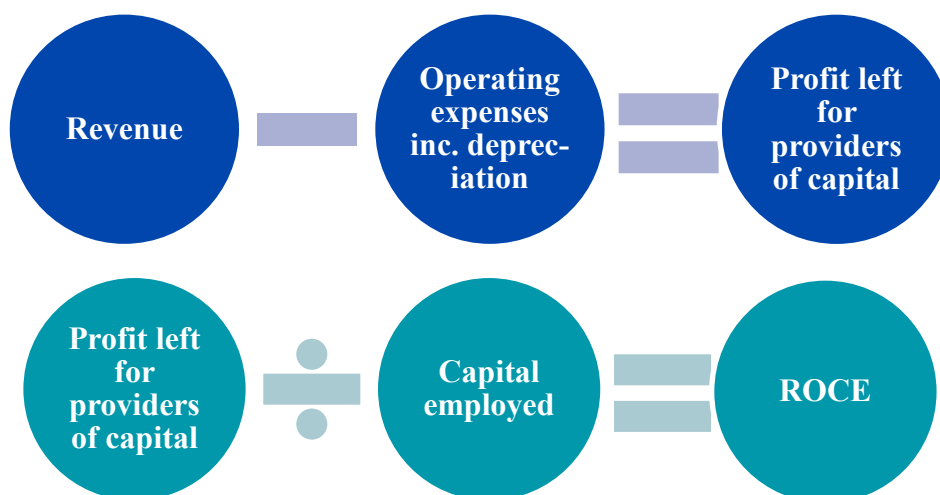 Revenue
Operating
expenses
inc. deprec-
iation
Profit left
for
providers
of capital
Profit left
for
providers
of capital
Capital
employed
ROCE